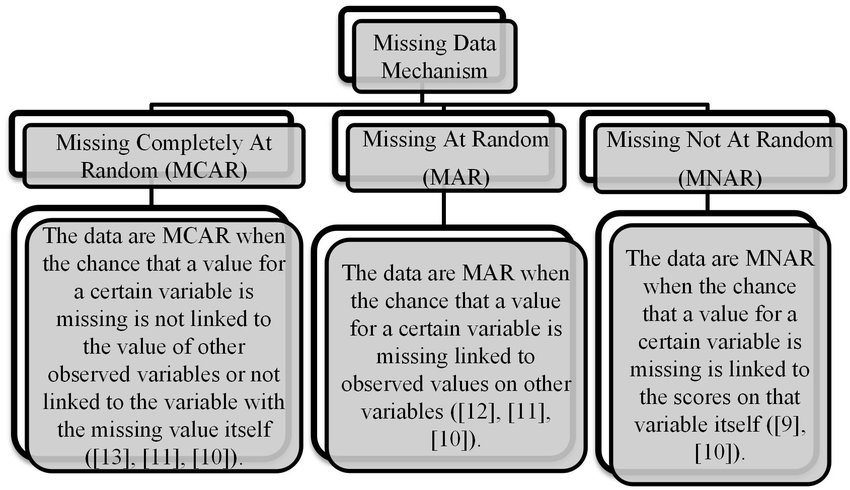 Missing Data
Mechanism
Missing Completely At
Random (MCAR)
Missing At Random
(MAR)
Missing Not At Random
(MNAR)
The data are MCAR when
the chance that a value for
a certain variable is
missing is not linked to
the value of other
observed variables or not
linked to the variable with
the missing value itself
([13], [11], [10]).
The data are MAR when
the chance that a value
for a certain variable is
missing linked to
observed values on other
variables ([12], [11],
[10]).
The data are MNAR
when the chance
that a value for a
certain variable is
missing is linked to
the scores on that
variable itself ([9],
[10]).